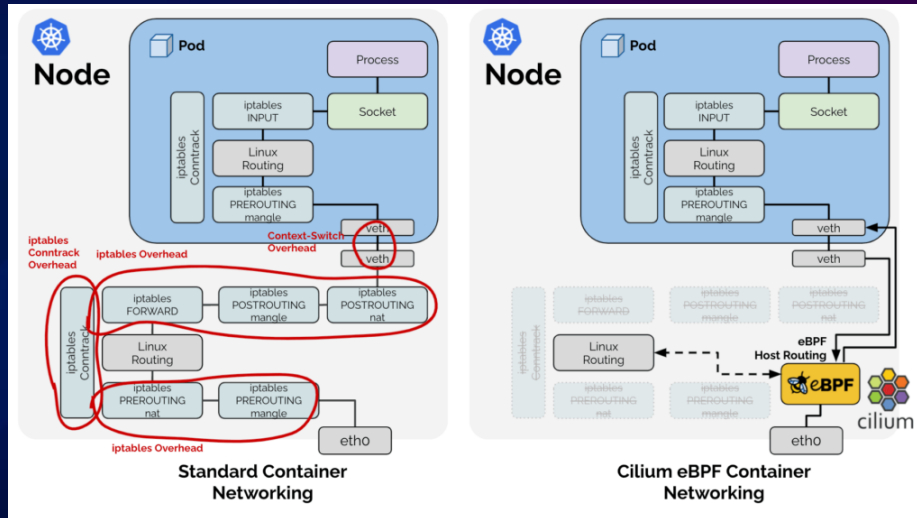 Node
Pod
Process
iptables
INPUT
Socket
iptables
Conntrack
Linux
Routing
iptables
PREROUTING
mangle
veth
Context-Switch
Overhead
veth
iptables
Conntrack
Overhead
iptables Overhead
iptables
Conntrack
iptables
FORWARD
iptables
POSTROUTING
mangle
iptables
POSTROUTING
nat
Linux
Routing
iptables
PREROUTING
nat
iptables
PREROUTING
mangle
iptables Overhead
eth0
Standard Container
Networking
Node
Pod
Process
iptables
INPUT
Socket
iptables
Conntrack
Linux
Routing
iptables
PREROUTING
mangle
veth
veth
iptables
Conntrack
iptables
FORWARD
iptables
POSTROUTING
mangle
iptables
POSTROUTING
nat
eBPF
Host Routing
Linux
Routing
eBPF
cilium
iptables
PREROUTING
nat
iptables
PREROUTING
mangle
eth0
Cilium eBPF Container
Networking